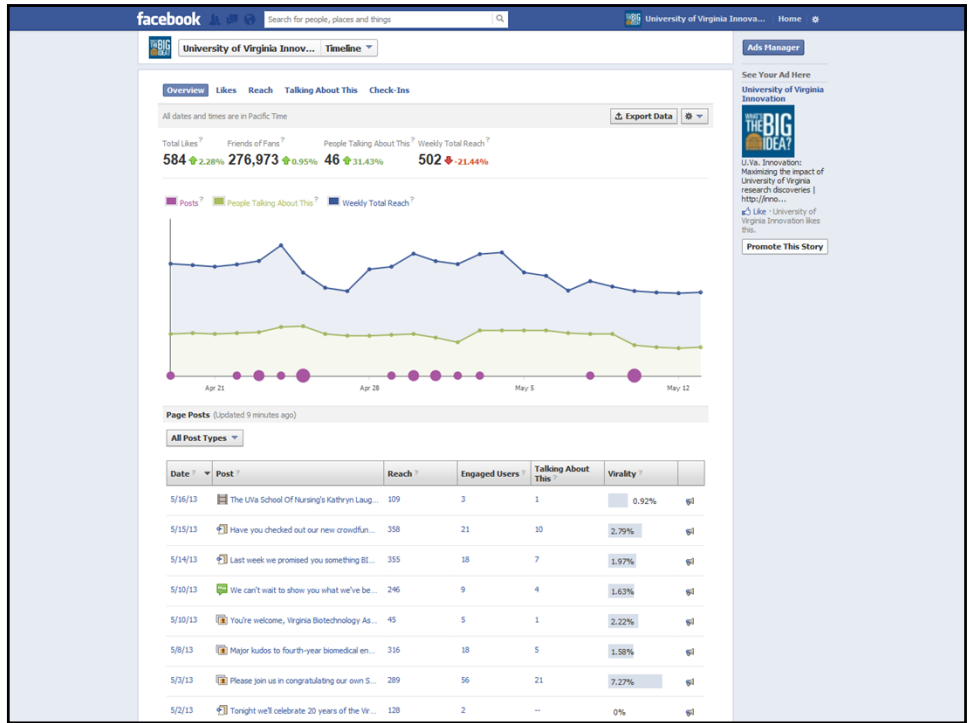 facebook Search for people, places and things University of Virginia Innova... Home
THE BIG IDEA? University of Virginia Innov... Timeline Ads Manager
See Your Ad Here
University of Virginia Innovation
WHAT'S THE BIG IDEA?
U.Va. Innovation:
Maximizing the impact of
University of Virginia
research discoveries |
http://inno...
Like · University of
Virginia Innovation likes
this.
Promote This Story
Overview Likes Reach Talking About This Check-Ins
All dates and times are in Pacific Time Export Data
Total Likes? Friends of Fans? People Talking About This? Weekly Total Reach?
584 2.28% 276,973 0.95% 46 31.43% 502 -21.44%
Posts? People Talking About This? Weekly Total Reach?
Apr 21 Apr 28 May 5 May 12
Page Posts (Updated 9 minutes ago)
All Post Types
Date? Post? Reach? Engaged Users? Talking About This? Virality?
5/16/13 The UVa School Of Nursing's Kathryn Laug... 109 3 1 0.92%
5/15/13 Have you checked out our new crowdfun... 358 21 10 2.79%
5/14/13 Last week we promised you something BI... 355 18 7 1.97%
5/10/13 We can't wait to show you what we've be... 246 9 4 1.63%
5/10/13 You're welcome, Virginia Biotechnology As... 45 5 1 2.22%
5/8/13 Major kudos to fourth-year biomedical en... 316 18 5 1.58%
5/3/13 Please join us in congratulating our own S... 289 56 21 7.27%
5/2/13 Tonight we'll celebrate 20 years of the Vir... 128 2 -- 0%